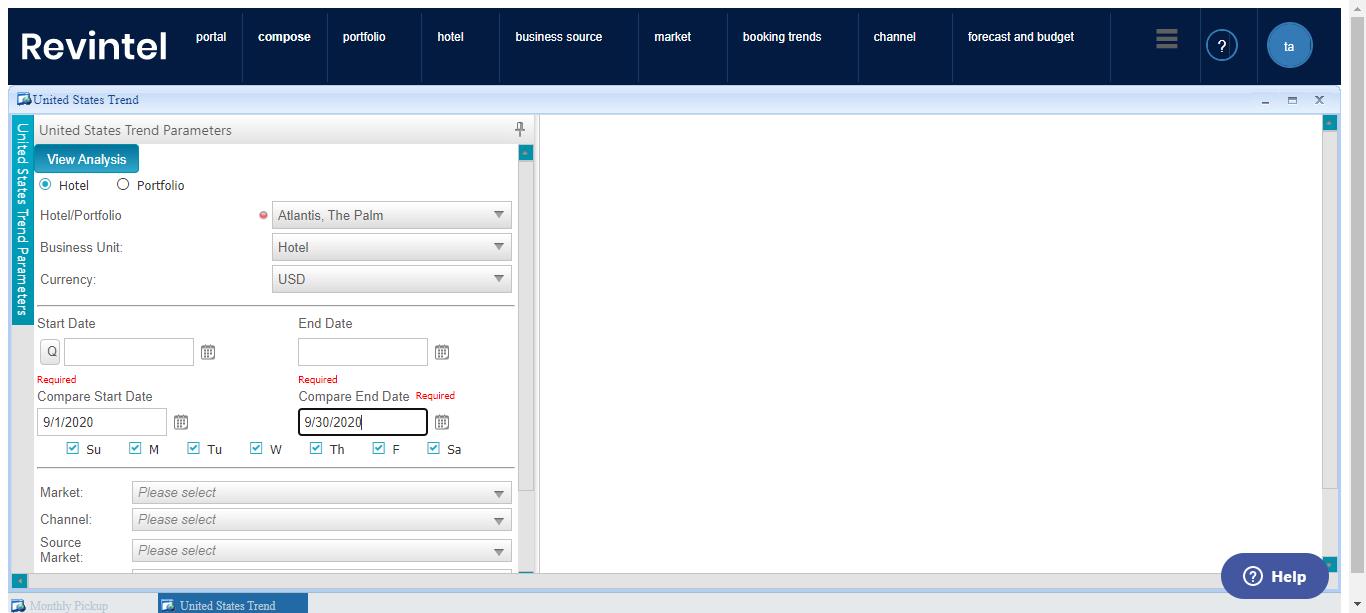 Revintel
portal compose portfolio hotel business source market booking trends channel forecast and budget ? ta
United States Trend
United States Trend Parameters
United States Trend Parameters
View Analysis
Hotel Portfolio
Hotel/Portfolio Atlantis, The Palm
Business Unit: Hotel
Currency: USD
Start Date End Date
Q
Required Required
Compare Start Date Compare End Date Required
9/1/2020 9/30/2020
Su M Tu W Th F Sa
Market: Please select
Channel: Please select
Source
Market: Please select
? Help
Monthly Pickup United States Trend